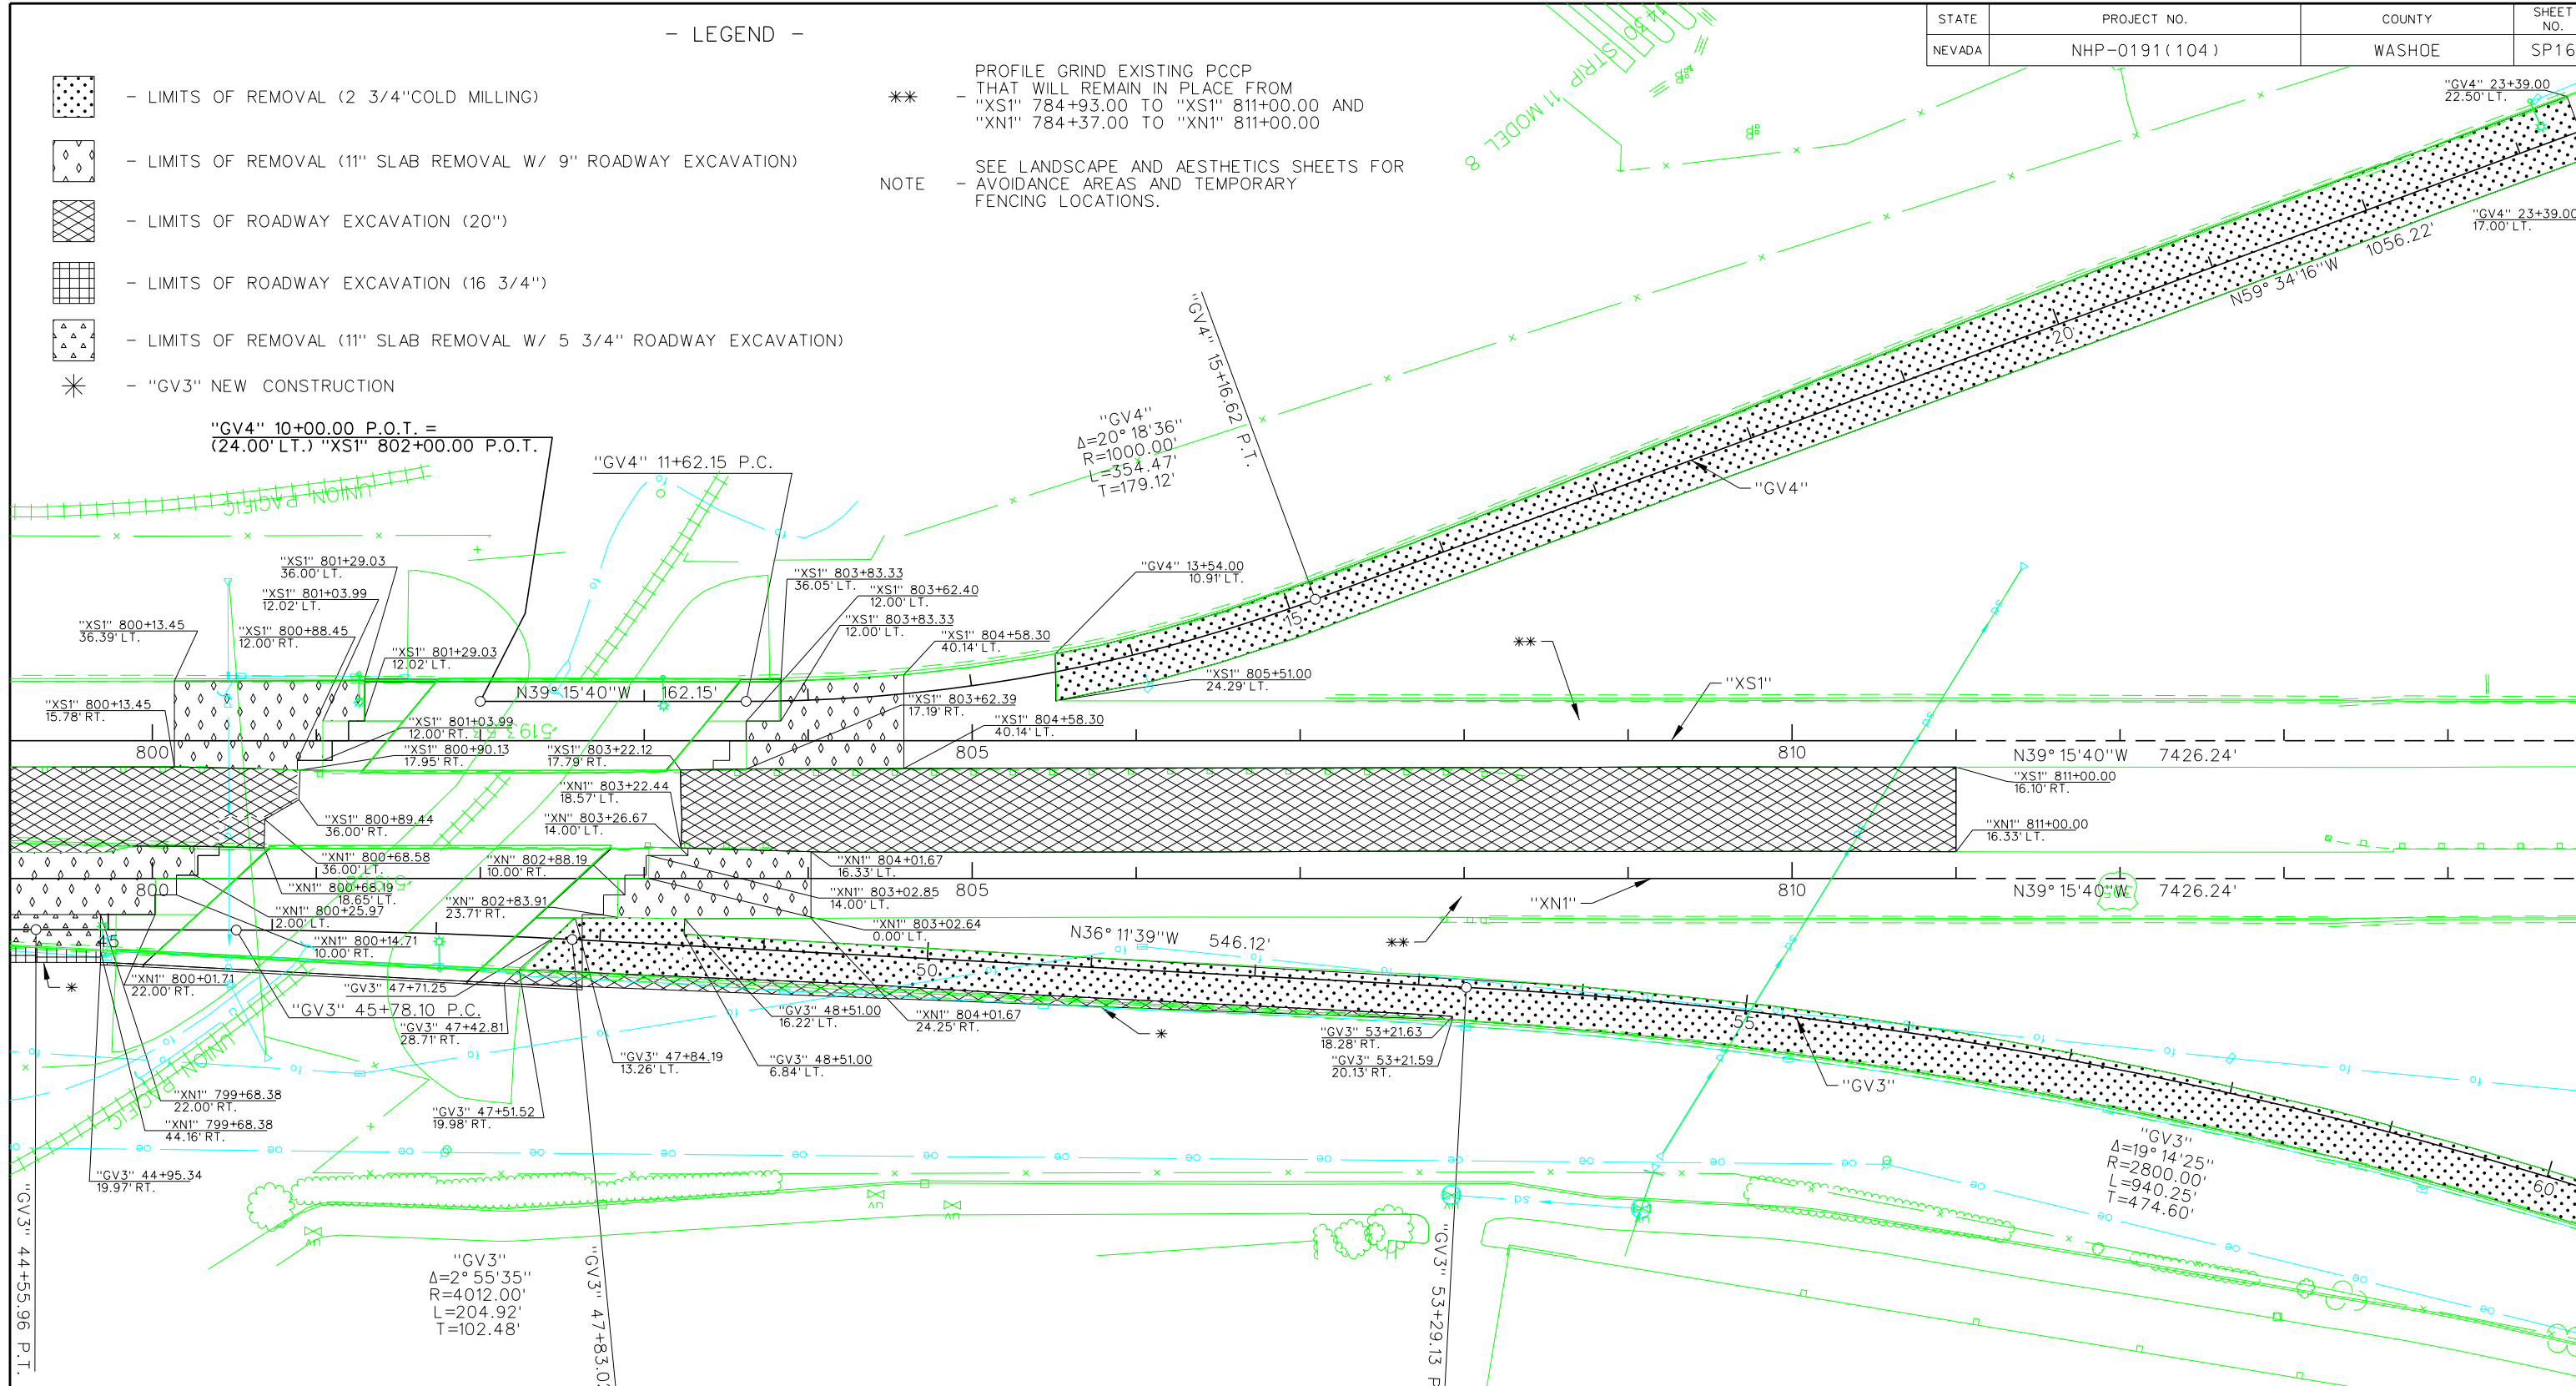 - LEGEND -
STATE
PROJECT NO.
COUNTY
SHEET
NO.
NEVADA
NHP-0191(104)
WASHOE
SP16
- LIMITS OF REMOVAL (2 3/4"COLD MILLING)
- LIMITS OF REMOVAL (11" SLAB REMOVAL W/ 9" ROADWAY EXCAVATION)
- LIMITS OF ROADWAY EXCAVATION (20")
- LIMITS OF ROADWAY EXCAVATION (16 3/4")
- LIMITS OF REMOVAL (11" SLAB REMOVAL W/ 5 3/4" ROADWAY EXCAVATION)
- "GV3" NEW CONSTRUCTION
PROFILE GRIND EXISTING PCCP
** - THAT WILL REMAIN IN PLACE FROM
"XS1" 784+93.00 TO "XS1" 811+00.00 AND
"XN1" 784+37.00 TO "XN1" 811+00.00
SEE LANDSCAPE AND AESTHETICS SHEETS FOR
NOTE - AVOIDANCE AREAS AND TEMPORARY
FENCING LOCATIONS.
STRIP 11 MODEL 8
"GV4" 23+39.00
22.50' LT.
"GV4" 23+39.00
17.00' LT.
N59° 34'16"W 1056.22'
20
"GV4" 15+16.62 P.T.
"GV4"
Δ=20° 18'36"
R=1000.00'
L=354.47'
T=179.12'
"GV4"
"GV4" 10+00.00 P.O.T. =
(24.00' LT.) "XS1" 802+00.00 P.O.T.
"GV4" 11+62.15 P.C.
UNION PACIFIC
"XS1" 801+29.03
36.00' LT.
"XS1" 801+03.99
12.02' LT.
"XS1" 800+13.45
36.39' LT.
"XS1" 800+88.45
12.00' RT.
"XS1" 801+29.03
12.02' LT.
"XS1" 803+83.33
36.05' LT.
"XS1" 803+62.40
12.00' LT.
"XS1" 803+83.33
12.00' LT.
"XS1" 804+58.30
40.14' LT.
"GV4" 13+54.00
10.91' LT.
15
"XS1" 805+51.00
24.29' LT.
**
"XS1"
N39° 15'40"W 162.15'
"XS1" 800+13.45
15.78' RT.
"XS1" 801+03.99
12.00' RT.
"XS1" 803+62.39
17.19' RT.
"XS1" 804+58.30
40.14' LT.
800
"XS1" 800+90.13
17.95' RT.
"XS1" 803+22.12
17.79' RT.
805
810
N39° 15'40"W 7426.24'
"XS1" 811+00.00
16.10' RT.
"XN1" 803+22.44
18.57' LT.
"XS1" 800+89.44
36.00' RT.
"XN" 803+26.67
14.00' LT.
"XN1" 811+00.00
16.33' LT.
"XN1" 800+68.58
36.00' LT.
"XN" 802+88.19
10.00' RT.
"XN1" 804+01.67
16.33' LT.
800
"XN1" 800+68.19
18.65' LT.
"XN1" 803+02.85
14.00' LT.
805
810
N39° 15'40"W 7426.24'
395
"XN1"
"XN1" 800+25.97
12.00' LT.
"XN" 802+83.91
23.71' RT.
"XN1" 803+02.64
0.00' LT.
"XN1" 800+14.71
10.00' RT.
N36° 11'39"W 546.12'
**
45
50
"XN1" 800+01.71
22.00' RT.
*
"GV3" 47+71.25
"GV3" 45+78.10 P.C.
"GV3" 47+42.81
28.71' RT.
"GV3" 48+51.00
16.22' LT.
"XN1" 804+01.67
24.25' RT.
*
"GV3" 53+21.63
18.28' RT.
"GV3" 53+21.59
20.13' RT.
55
"GV3"
"GV3" 47+84.19
13.26' LT.
"GV3" 48+51.00
6.84' LT.
UNION PACIFIC
"XN1" 799+68.38
22.00' RT.
"XN1" 799+68.38
44.16' RT.
"GV3" 47+51.52
19.98' RT.
"GV3" 44+95.34
19.97' RT.
"GV3"
Δ=19° 14'25"
R=2800.00'
L=940.25'
T=474.60'
60
"GV3" 44+55.96 P.T.
"GV3"
Δ=2° 55'35"
R=4012.00'
L=204.92'
T=102.48'
"GV3" 47+83.0
"GV3" 53+29.13 P